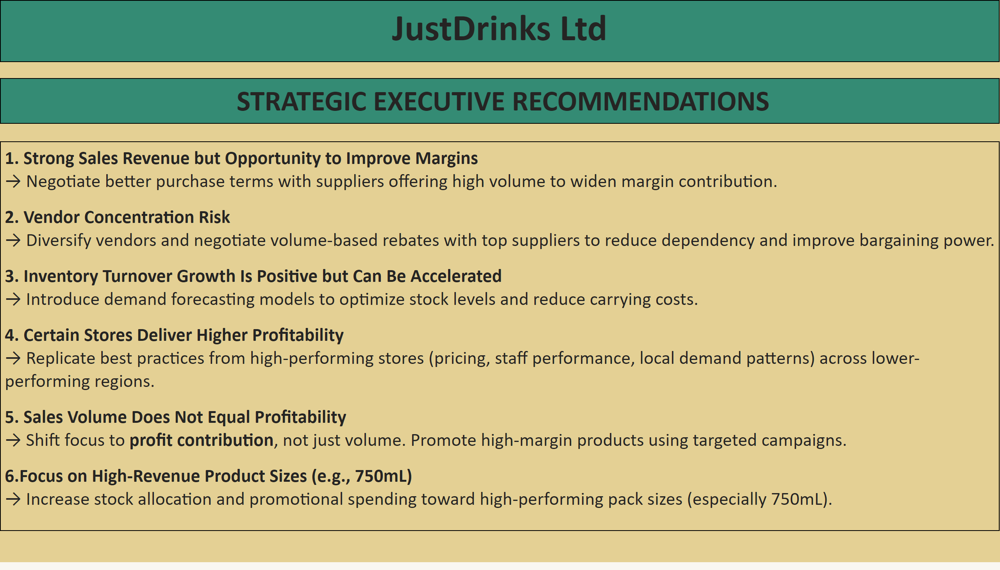 JustDrinks Ltd
STRATEGIC EXECUTIVE RECOMMENDATIONS
1. Strong Sales Revenue but Opportunity to Improve Margins
→ Negotiate better purchase terms with suppliers offering high volume to widen margin contribution.
2. Vendor Concentration Risk
→ Diversify vendors and negotiate volume-based rebates with top suppliers to reduce dependency and improve bargaining power.
3. Inventory Turnover Growth Is Positive but Can Be Accelerated
→ Introduce demand forecasting models to optimize stock levels and reduce carrying costs.
4. Certain Stores Deliver Higher Profitability
→ Replicate best practices from high-performing stores (pricing, staff performance, local demand patterns) across lower-
performing regions.
5. Sales Volume Does Not Equal Profitability
→ Shift focus to profit contribution, not just volume. Promote high-margin products using targeted campaigns.
6.Focus on High-Revenue Product Sizes (e.g., 750mL)
→ Increase stock allocation and promotional spending toward high-performing pack sizes (especially 750mL).